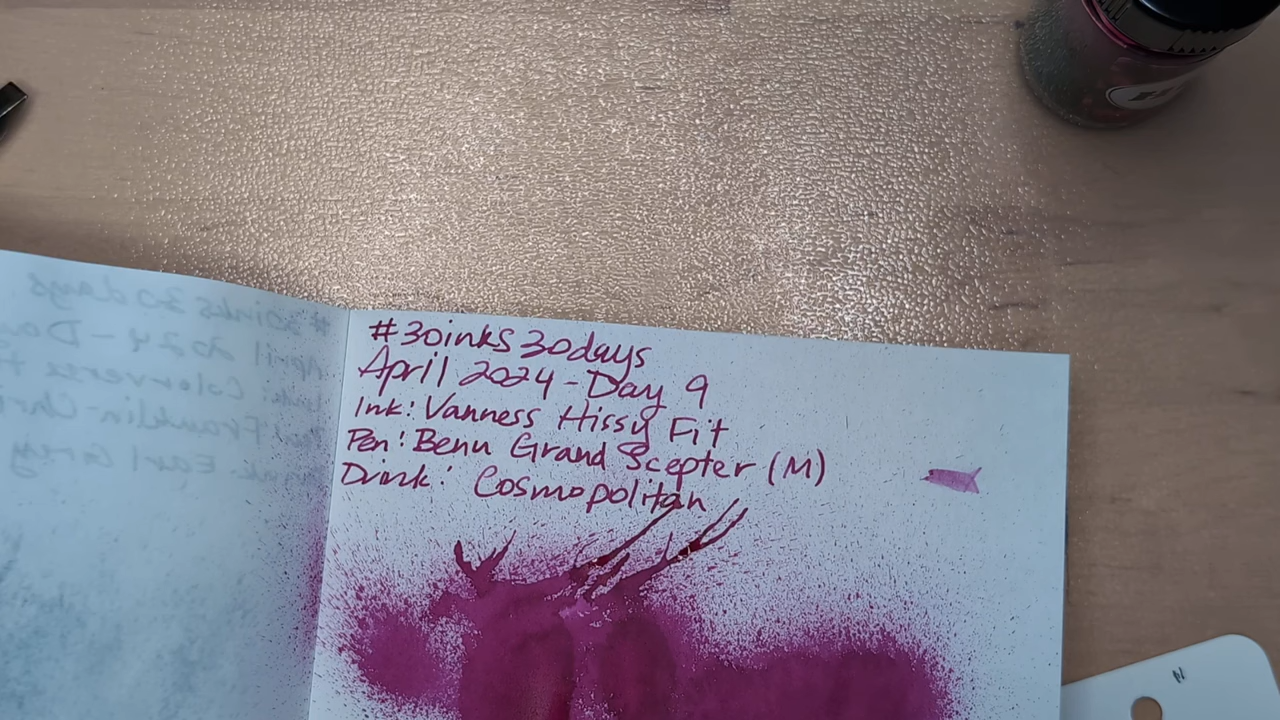 #30inks30days
April 2024 - Day 9
Ink: Vanness Hissy Fit
Pen: Benu Grand Scepter (M)
Drink: Cosmopolitan